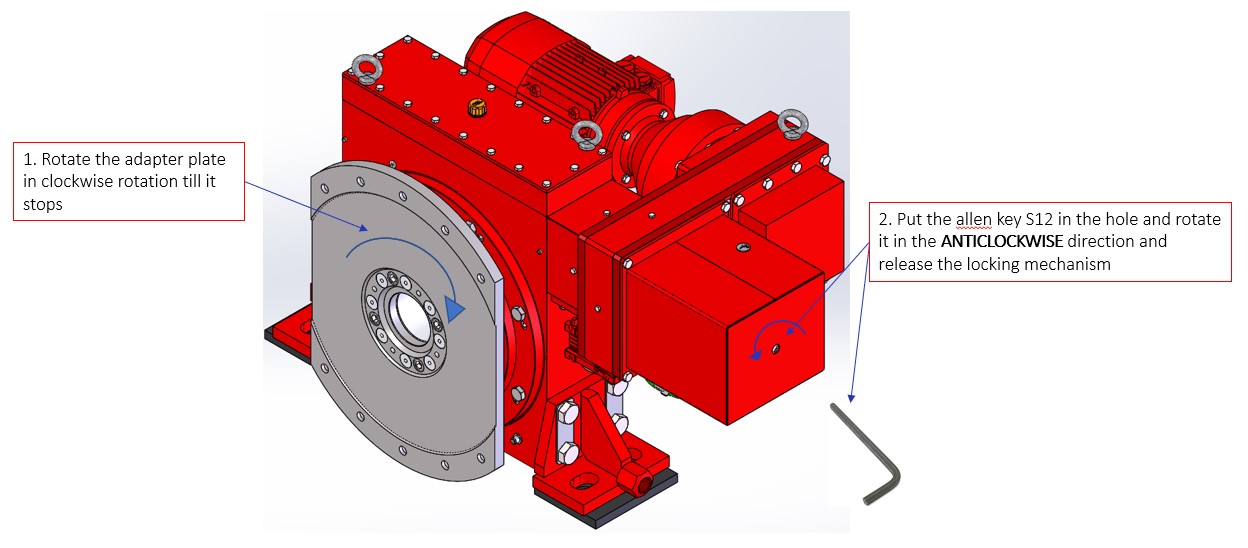 1. Rotate the adapter plate
in clockwise rotation till it
stops
2. Put the allen key S12 in the hole and rotate
it in the ANTICLOCKWISE direction and
release the locking mechanism